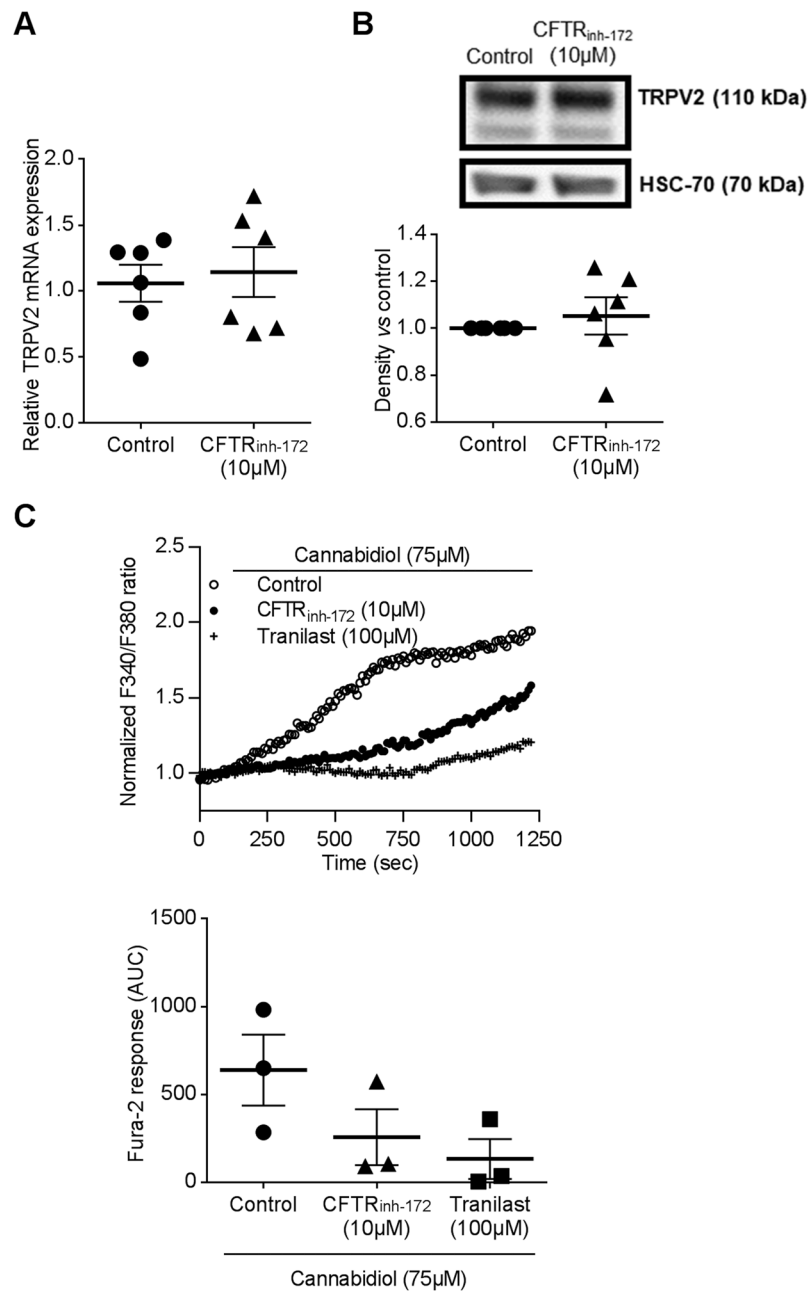 A
Relative TRPV2 mRNA expression
2.0
1.5
1.0
0.5
0.0
Control
CFTRinh-172
(10µM)
B
Control
CFTRinh-172
(10µM)
TRPV2 (110 kDa)
HSC-70 (70 kDa)
Density vs control
1.4
1.2
1.0
0.8
0.6
Control
CFTRinh-172
(10µM)
C
Normalized F340/F380 ratio
2.5
2.0
1.5
1.0
Cannabidiol (75µM)
Control
CFTRinh-172 (10µM)
Tranilast (100µM)
0 250 500 750 1000 1250
Time (sec)
Fura-2 response (AUC)
1500
1000
500
0
Control CFTRinh-172 Tranilast
(10µM) (100µM)
Cannabidiol (75µM)